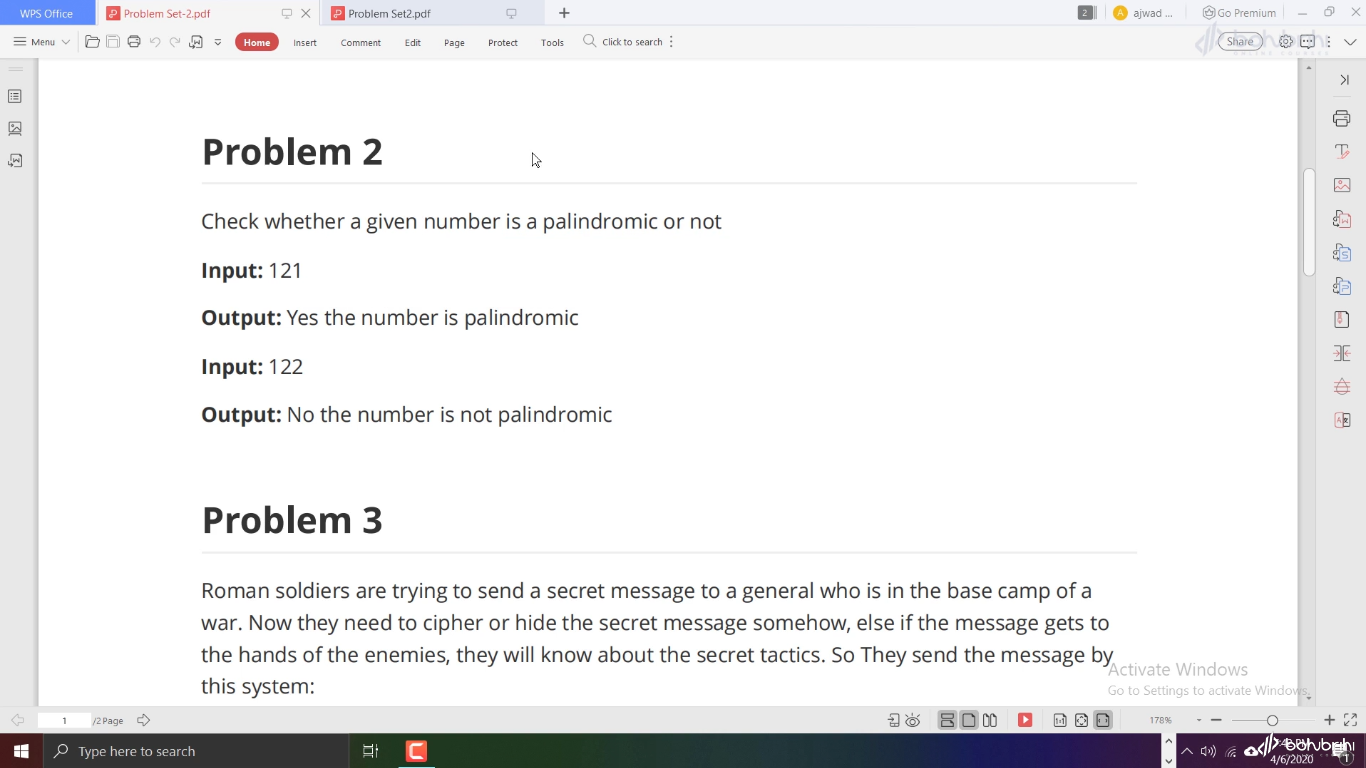 WPS Office
Problem Set-2.pdf
Problem Set2.pdf
2
A
ajwad ...
Go Premium
Menu
Home
Insert
Comment
Edit
Page
Protect
Tools
Click to search
Share
Problem 2
Check whether a given number is a palindromic or not
Input: 121
Output: Yes the number is palindromic
Input: 122
Output: No the number is not palindromic
Problem 3
Roman soldiers are trying to send a secret message to a general who is in the base camp of a
war. Now they need to cipher or hide the secret message somehow, else if the message gets to
the hands of the enemies, they will know about the secret tactics. So They send the message by
this system:
Activate Windows
Go to Settings to activate Windows.
1
/2 Page
178%
Type here to search
bohubrihi
4/6/2020
1